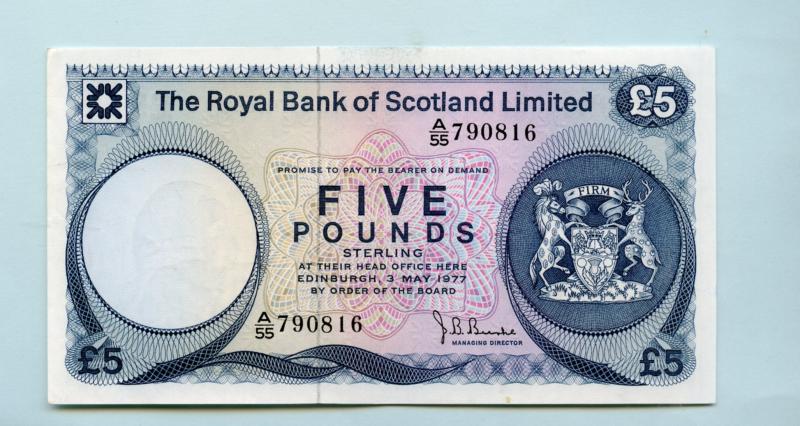 The Royal Bank of Scotland Limited
£5
A/55 790816
PROMISE TO PAY THE BEARER ON DEMAND
FIRM
FIVE
POUNDS
STERLING
AT THEIR HEAD OFFICE HERE
EDINBURGH, 3 MAY 1977
BY ORDER OF THE BOARD
A/55 790816
MANAGING DIRECTOR
£5
£5